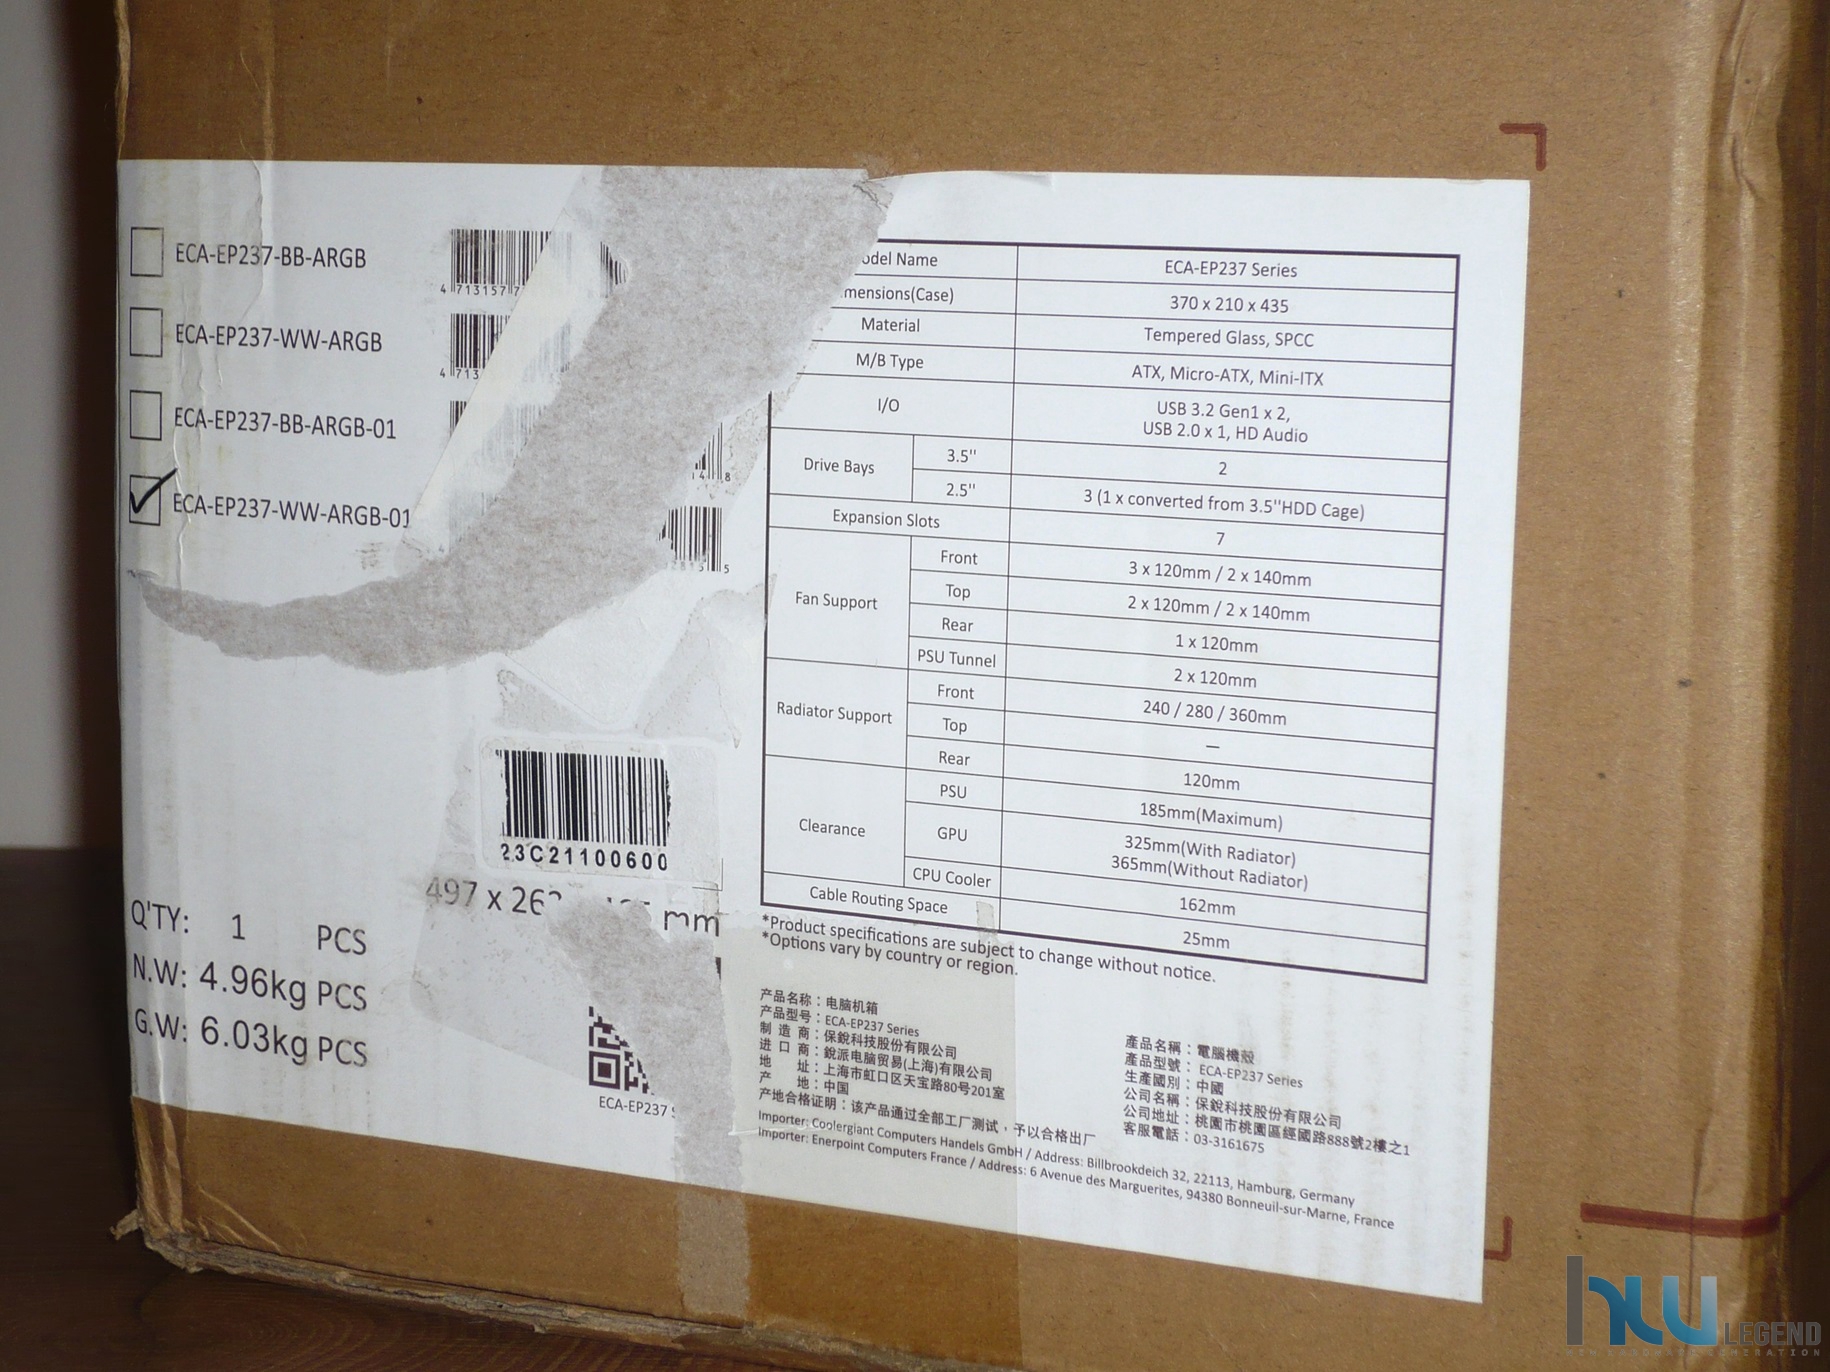 ECA-EP237-BB-ARGB
4 713157 7
ECA-EP237-WW-ARGB
4 713
ECA-EP237-BB-ARGB-01
4 8
ECA-EP237-WW-ARGB-01
5 5
23C21100600
497 x 26 mm
Q'TY: 1 PCS
N.W: 4.96kg PCS
G.W: 6.03kg PCS
ECA-EP237
odel Name ECA-EP237 Series
mensions(Case) 370 x 210 x 435
Material Tempered Glass, SPCC
M/B Type ATX, Micro-ATX, Mini-ITX
I/O USB 3.2 Gen1 x 2,
USB 2.0 x 1, HD Audio
Drive Bays 3.5'' 2
2.5'' 3 (1 x converted from 3.5''HDD Cage)
Expansion Slots 7
Fan Support Front 3 x 120mm / 2 x 140mm
Top 2 x 120mm / 2 x 140mm
Rear 1 x 120mm
PSU Tunnel 2 x 120mm
Radiator Support Front 240 / 280 / 360mm
Top —
Rear 120mm
Clearance PSU 185mm(Maximum)
GPU 325mm(With Radiator)
365mm(Without Radiator)
CPU Cooler 162mm
Cable Routing Space 25mm
*Product specifications are subject to change without notice.
*Options vary by country or region.
产品名称：电脑机箱
产品型号：ECA-EP237 Series
制造商：保銳科技股份有限公司
进口商：銳派电脑贸易(上海)有限公司
地址：上海市虹口区天宝路80号201室
产地：中国
产地合格证明：该产品通过全部工厂测试，予以合格出厂
產品名稱：電腦機殼
產品型號：ECA-EP237 Series
生產國別：中國
公司名稱：保銳科技股份有限公司
公司地址：桃園市桃園區經國路888號2樓之1
客服電話：03-3161675
Importer: Coolergiant Computers Handels GmbH / Address: Billbrookdeich 32, 22113, Hamburg, Germany
Importer: Enerpoint Computers France / Address: 6 Avenue des Marguerites, 94380 Bonneuil-sur-Marne, France
hw LEGEND